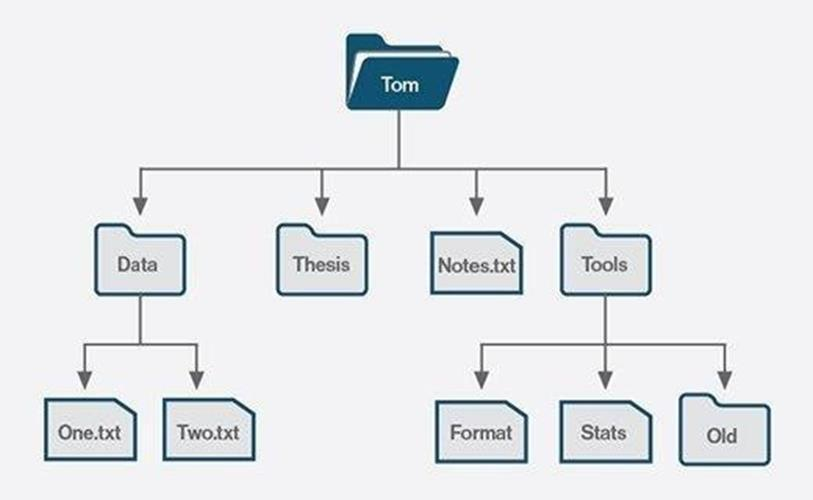 Tom
Data
Thesis
Notes.txt
Tools
One.txt
Two.txt
Format
Stats
Old